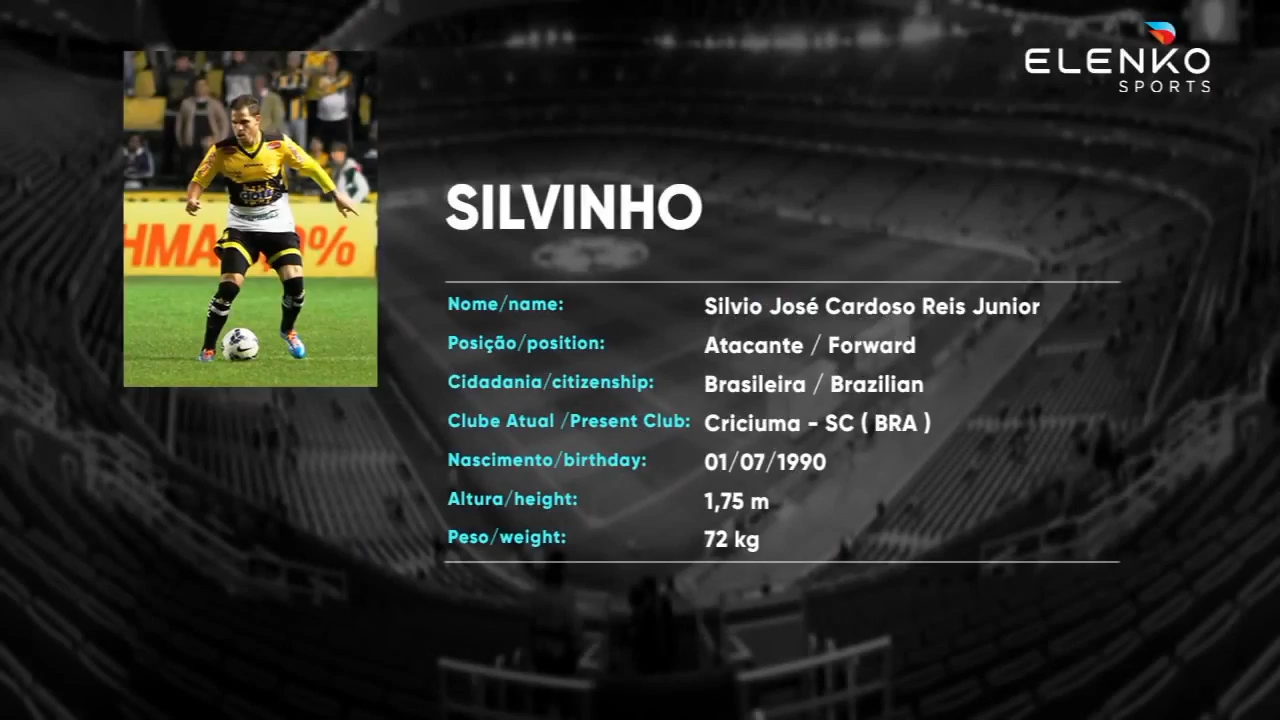 ELENKO
SPORTS
HMA 0%
SILVINHO
Nome/name: Silvio José Cardoso Reis Junior
Posição/position: Atacante / Forward
Cidadania/citizenship: Brasileira / Brazilian
Clube Atual /Present Club: Criciuma - SC ( BRA )
Nascimento/birthday: 01/07/1990
Altura/height: 1,75 m
Peso/weight: 72 kg